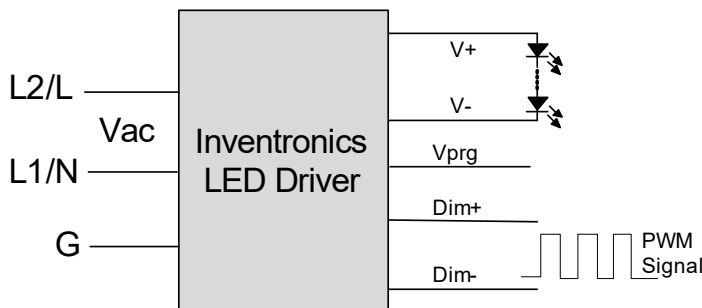 L2/L
Vac
L1/N
G
Inventronics
LED Driver
V+
V-
Vprg
Dim+
Dim-
PWM
Signal